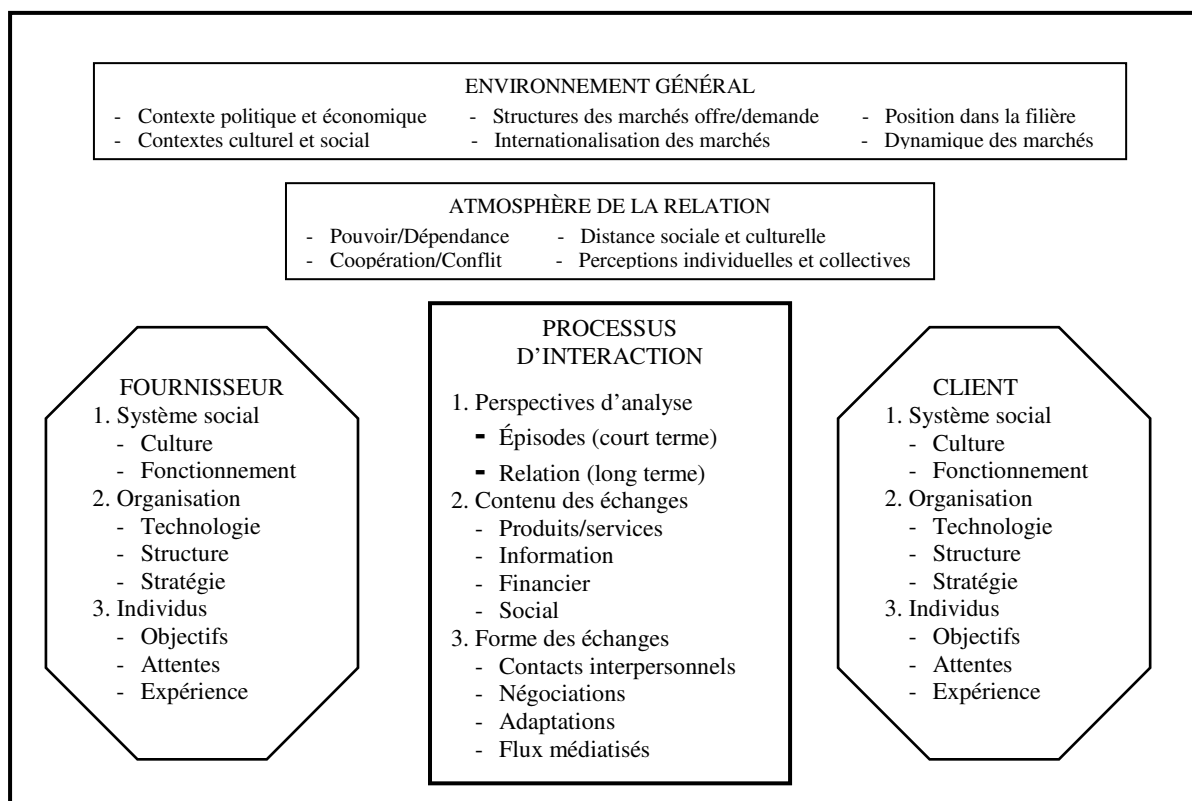 ENVIRONNEMENT GÉNÉRAL
- Contexte politique et économique - Structures des marchés offre/demande - Position dans la filière
- Contextes culturel et social - Internationalisation des marchés - Dynamique des marchés
ATMOSPHÈRE DE LA RELATION
- Pouvoir/Dépendance - Distance sociale et culturelle
- Coopération/Conflit - Perceptions individuelles et collectives
FOURNISSEUR
1. Système social
- Culture
- Fonctionnement
2. Organisation
- Technologie
- Structure
- Stratégie
3. Individus
- Objectifs
- Attentes
- Expérience
PROCESSUS
D’INTERACTION
1. Perspectives d’analyse
- Épisodes (court terme)
- Relation (long terme)
2. Contenu des échanges
- Produits/services
- Information
- Financier
- Social
3. Forme des échanges
- Contacts interpersonnels
- Négociations
- Adaptations
- Flux médiatisés
CLIENT
1. Système social
- Culture
- Fonctionnement
2. Organisation
- Technologie
- Structure
- Stratégie
3. Individus
- Objectifs
- Attentes
- Expérience